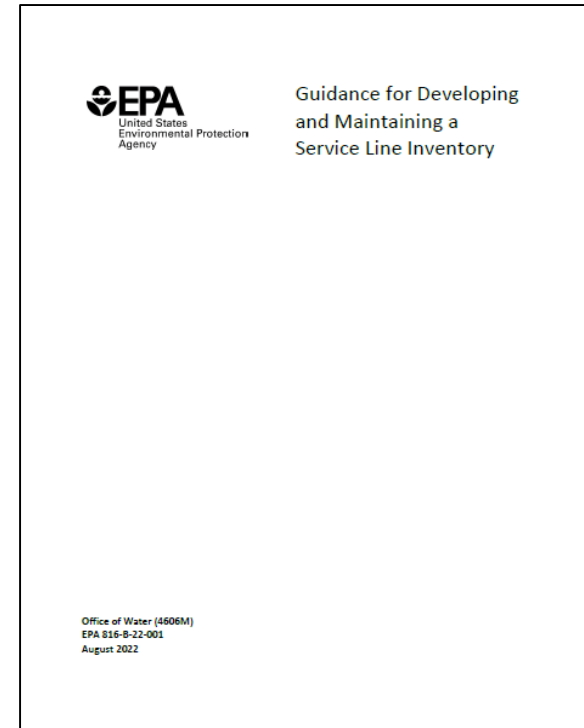 EPA
United States
Environmental Protection
Agency
Guidance for Developing
and Maintaining a
Service Line Inventory
Office of Water (4606M)
EPA 816-B-22-001
August 2022